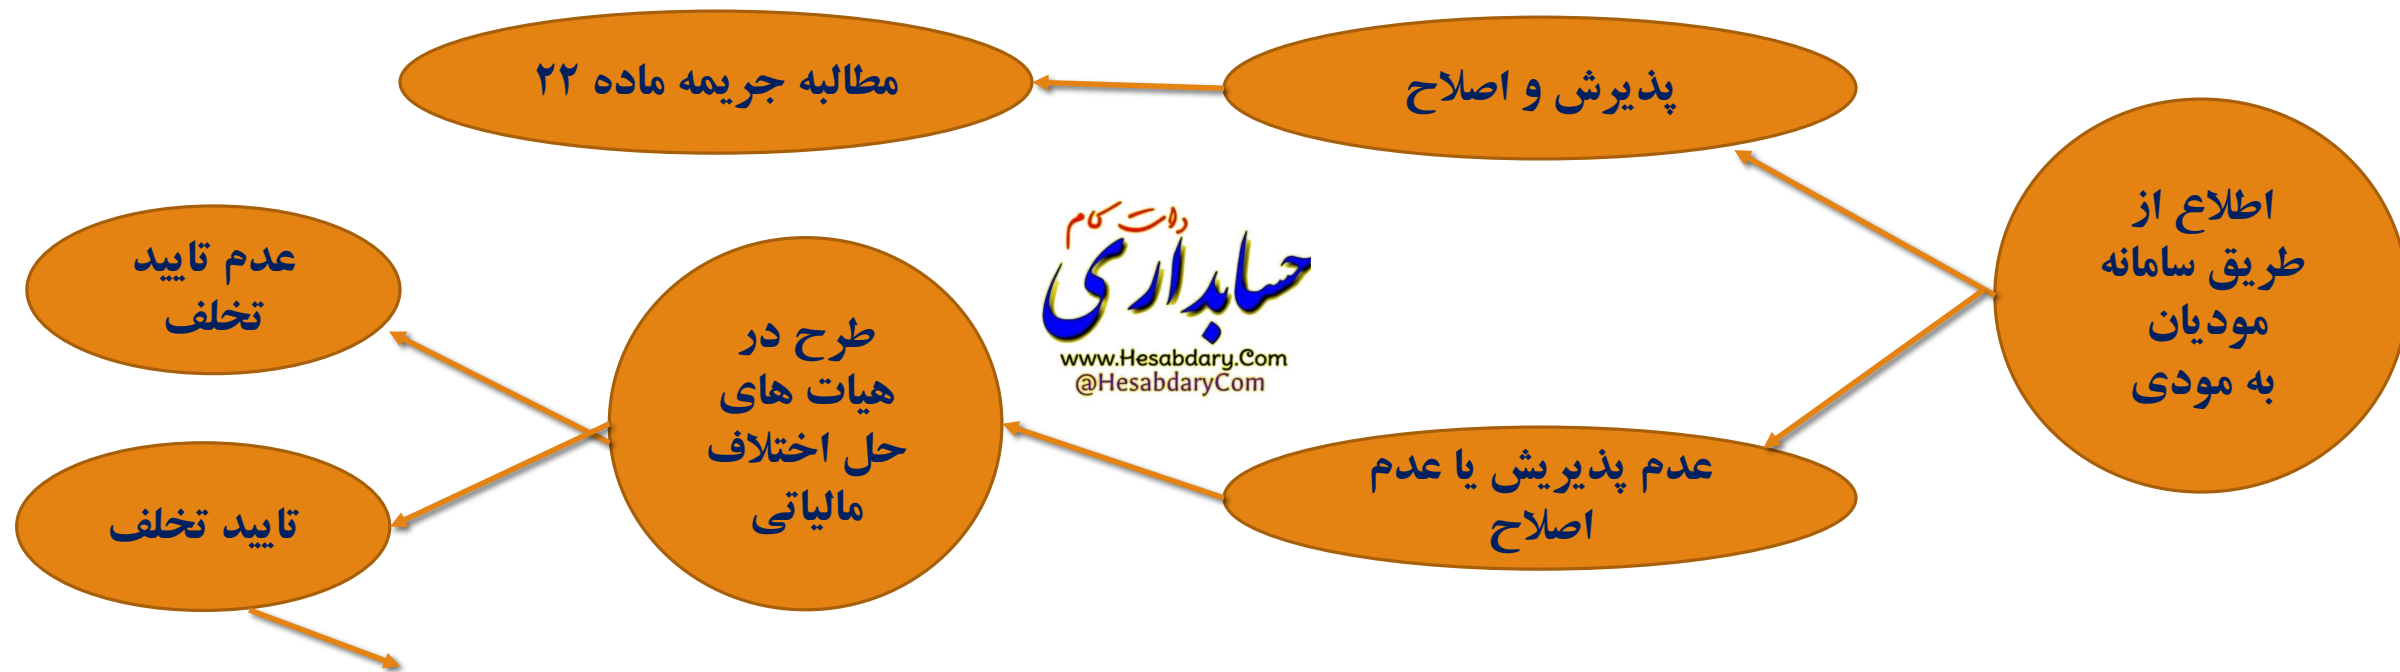 اطلاع از
طریق سامانه
مودیان
به مودی
پذیرش و اصلاح
مطالبه جریمه ماده ۲۲
عدم پذیریش یا عدم
اصلاح
دات کام
حسابداری
www.Hesabdary.Com
@HesabdaryCom
طرح در
هیات های
حل اختلاف
مالیاتی
عدم تایید
تخلف
تایید تخلف